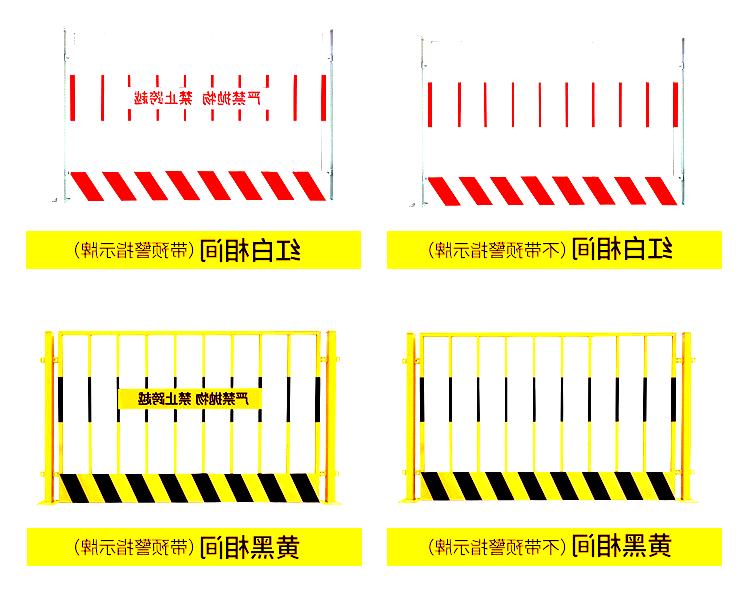 严禁抛物 禁止跨越
红白相间(带预警指示牌)
红白相间(不带预警指示牌)
严禁抛物 禁止跨越
黄黑相间(带预警指示牌)
黄黑相间(不带预警指示牌)